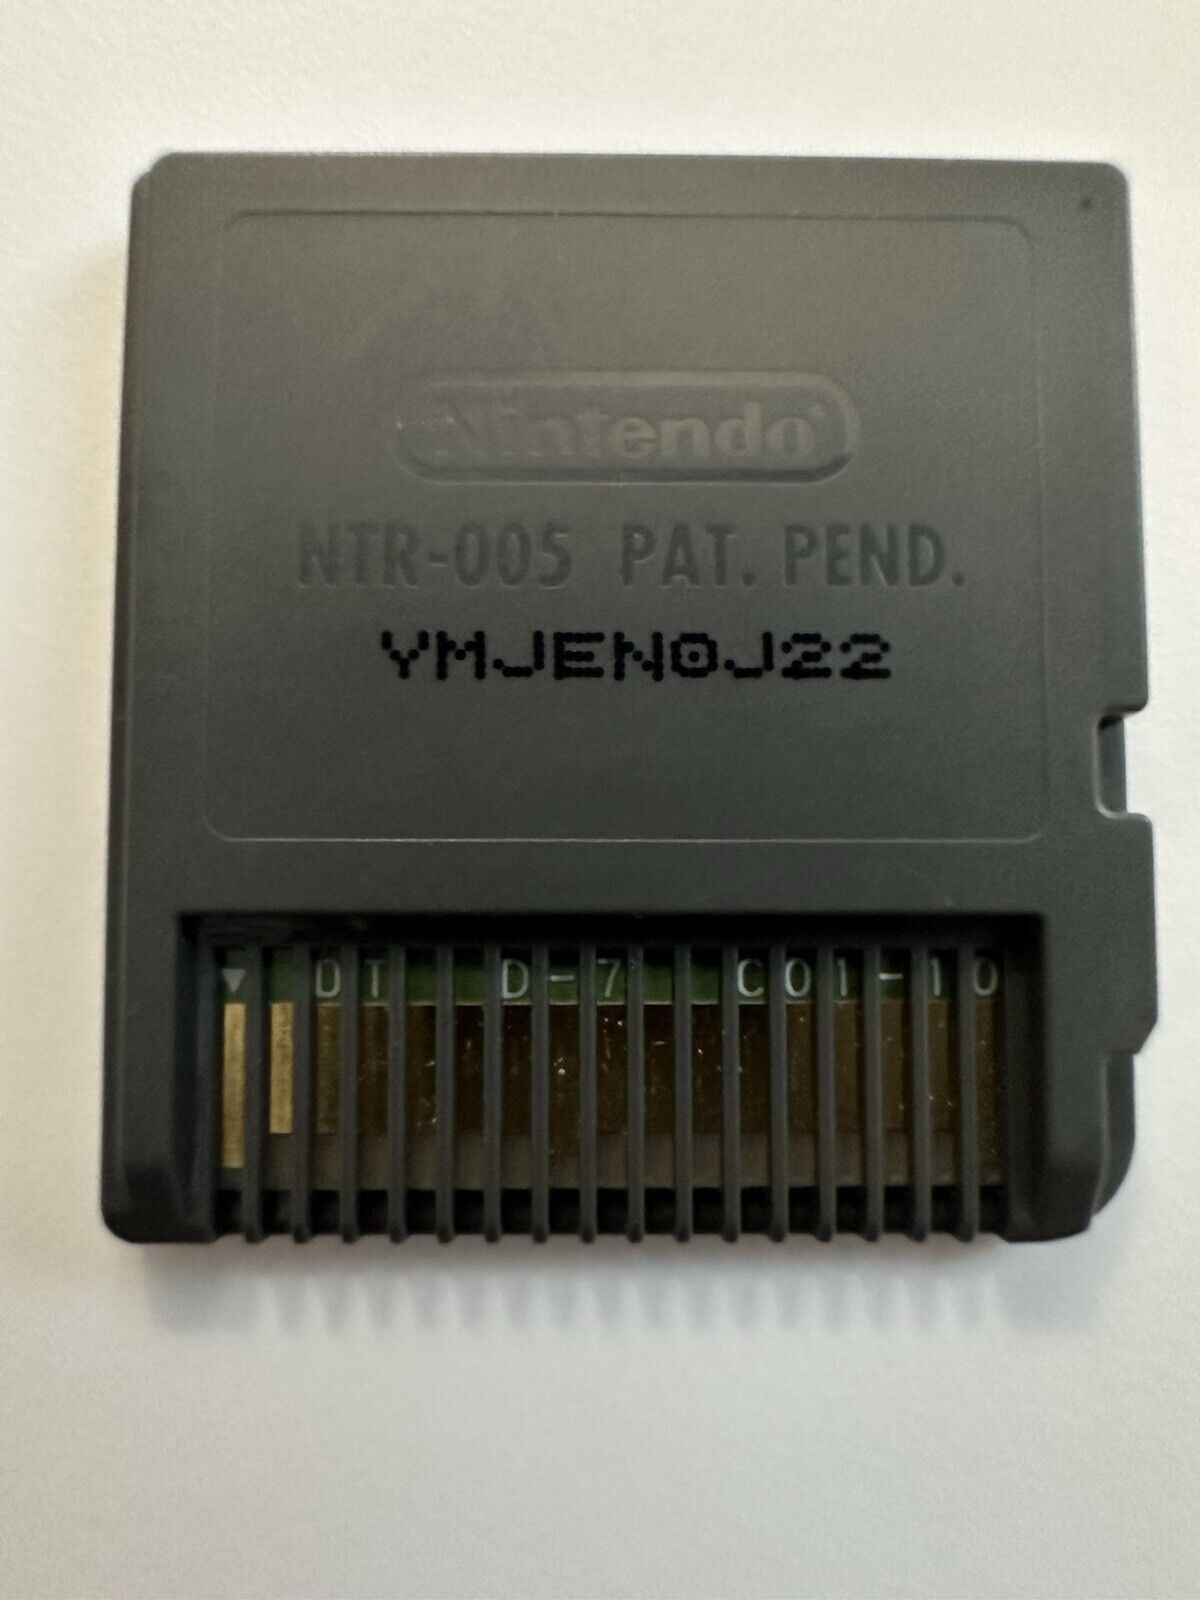 Nintendo
NTR-005 PAT. PEND.
YMJEN0J22
DT D-7 C01-10